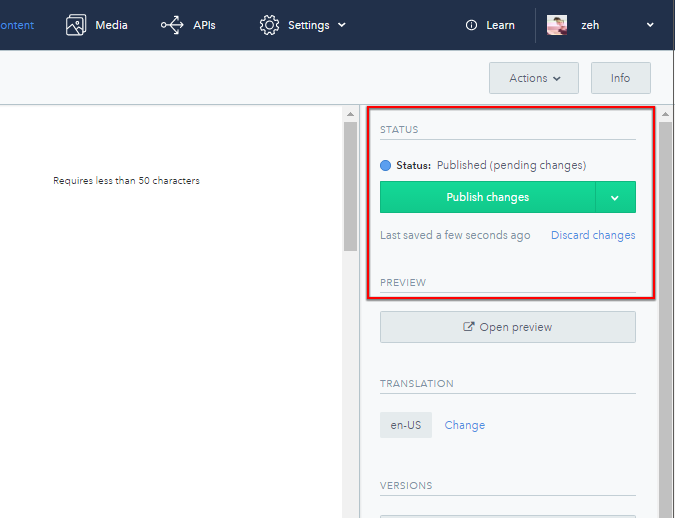 ontent Media APIs Settings Learn zeh
Actions Info
STATUS
Requires less than 50 characters
Status: Published (pending changes)
Publish changes
Last saved a few seconds ago Discard changes
PREVIEW
Open preview
TRANSLATION
en-US Change
VERSIONS